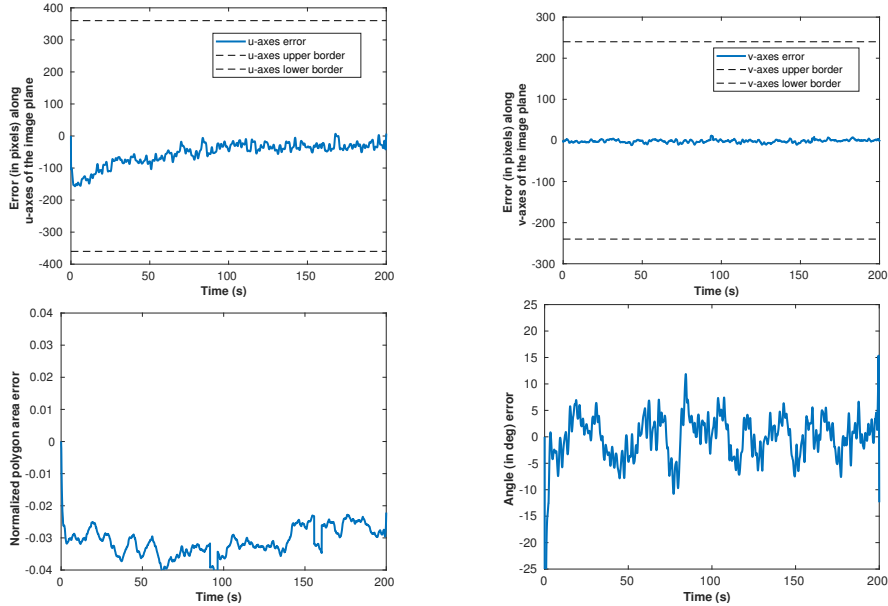 400
300
200
100
0
-100
-200
-300
-400
Error (in pixels) along
u-axes of the image plane
u-axes error
u-axes upper border
u-axes lower border
0 50 100 150 200
Time (s)
300
200
100
0
-100
-200
-300
Error (in pixels) along
v-axes of the image plane
v-axes error
v-axes upper border
v-axes lower border
0 50 100 150 200
Time (s)
0.04
0.03
0.02
0.01
0
-0.01
-0.02
-0.03
-0.04
Normalized polygon area error
0 50 100 150 200
Time (s)
25
20
15
10
5
0
-5
-10
-15
-20
-25
Angle (in deg) error
0 50 100 150 200
Time (s)